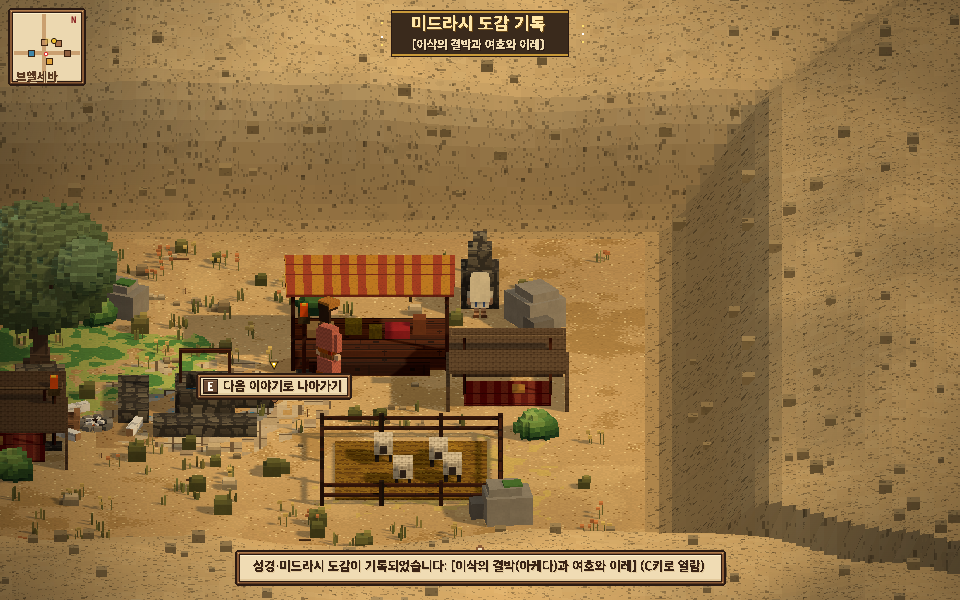 N
브엘세바
미드라시 도감 기록
[이삭의 결박과 여호와 이레]
E 다음 이야기로 나아가기
성경·미드라시 도감이 기록되었습니다: [이삭의 결박(아케다)과 여호와 이레] (C키로 열람)